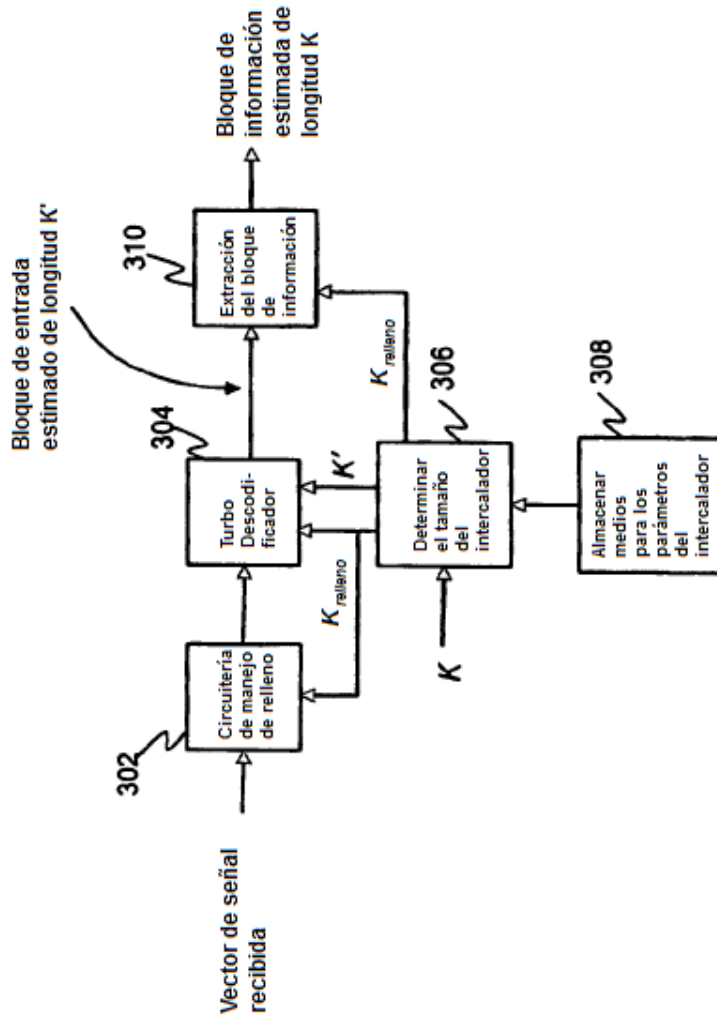 Vector de señal
recibida
302
Circuitería
de manejo
de relleno
K relleno
304
Turbo
Descodi-
ficador
K'
Bloque de entrada
estimado de longitud K'
310
Extracción
del bloque
de
información
Bloque de
información
estimada de
longitud K
K relleno
306
K
Determinar
el tamaño
del
intercalador
308
Almacenar
medios
para los
parámetros
del
intercalador